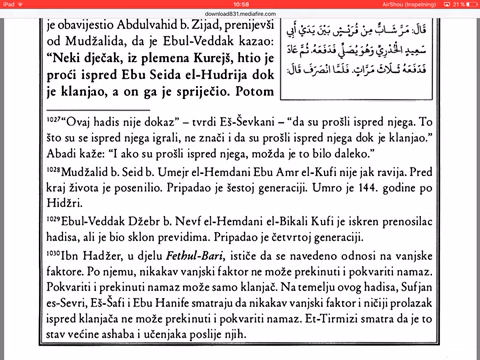 iPad
10:58
AirShou (trapelning)
21 %
download831.mediafire.com
je obavijestio Abdulvahid b. Zijad, prenijevši
od Mudžalida, da je Ebul-Veddak kazao:
“Neki dječak, iz plemena Kurejš, htio je
proći ispred Ebu Seida el-Hudrija dok
je klanjao, a on ga je spriječio. Potom
قَالَ: مَرَّ شَابٌّ مِنْ قُرَيْشٍ بَيْنَ يَدَيْ أَبِي
سَعِيدٍ الْخُدْرِيِّ وَهُوَ يُصَلِّي فَدَفَعَهُ ثُمَّ عَادَ
فَدَفَعَهُ ثَلَاثَ مَرَّاتٍ. فَلَمَّا انْصَرَفَ قَالَ:
1027“Ovaj hadis nije dokaz” – tvrdi Eš-Ševkani – “da su prošli ispred njega. To
što su se ispred njega igrali, ne znači i da su prošli ispred njega dok je klanjao.”
Abadi kaže: “I ako su prošli ispred njega, možda je to bilo daleko.”
1028Mudžalid b. Seid b. Umejr el-Hemdani Ebu Amr el-Kufi nije jak ravija. Pred
kraj života je posenilio. Pripadao je šestoj generaciji. Umro je 144. godine po
Hidžri.
1029Ebul-Veddak Džebr b. Nevf el-Hemdani el-Bikali Kufi je iskren prenosilac
hadisa, ali je bio sklon previdima. Pripadao je četvrtoj generaciji.
1030Ibn Hadžer, u djelu Fethul-Bari, ističe da se navedeno odnosi na vanjske
faktore. Po njemu, nikakav vanjski faktor ne može prekinuti i pokvariti namaz.
Pokvariti i prekinuti namaz može samo klanjač. Na temelju ovog hadisa, Sufjan
es-Sevri, Eš-Šafi i Ebu Hanife smatraju da nikakav vanjski faktor i ničiji prolazak
ispred klanjača ne može prekinuti i pokvariti namaz. Et-Tirmizi smatra da je to
stav većine ashaba i učenjaka poslije njih.